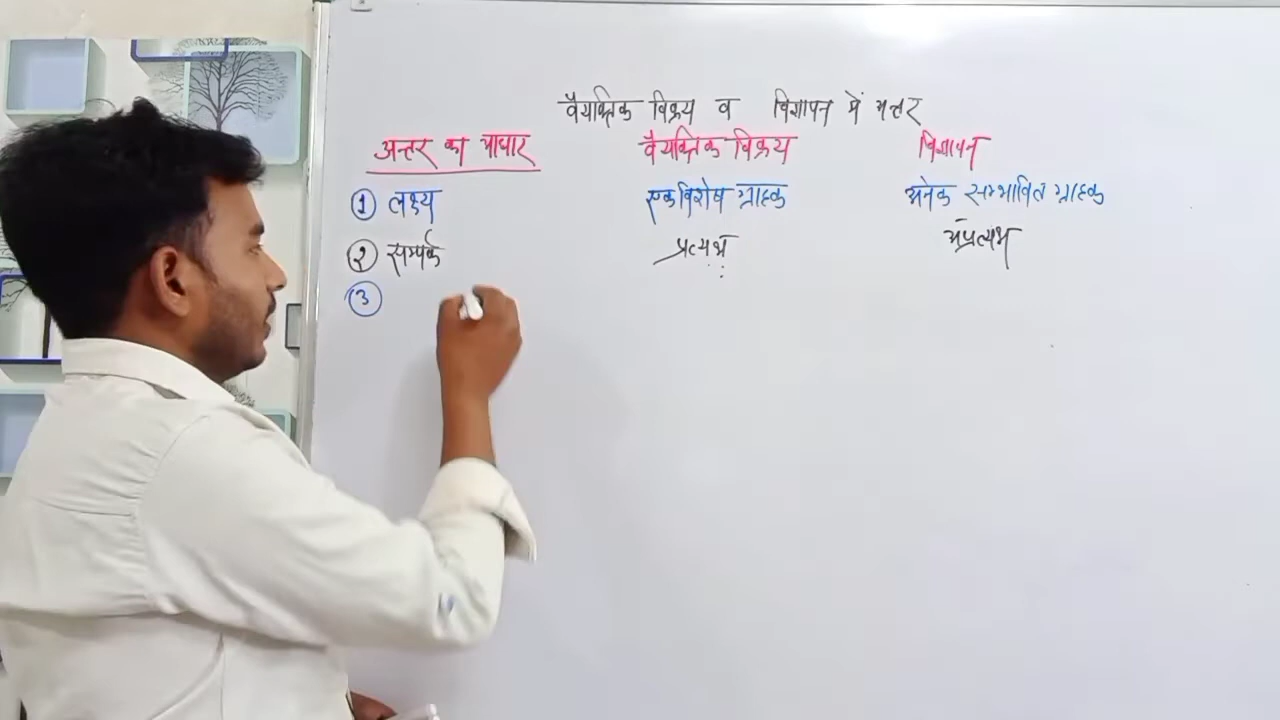 वैयक्तिक विक्रय व विज्ञापन में अन्तर
अन्तर का आधार वैयक्तिक विक्रय विज्ञापन
① लक्ष्य एक विशेष ग्राहक अनेक सम्भावित ग्राहक
② सम्पर्क प्रत्यक्ष अप्रत्यक्ष
③